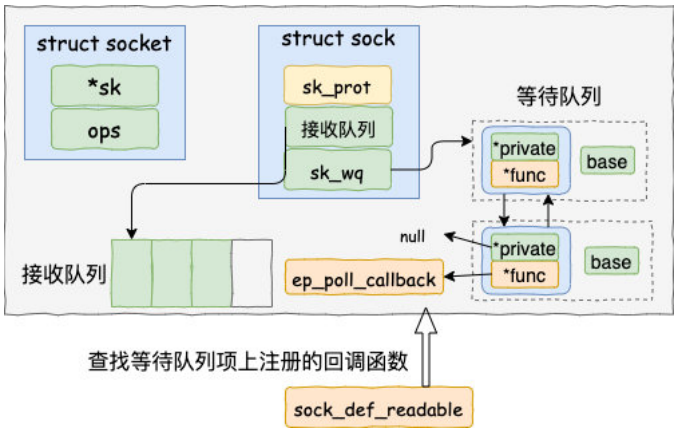 struct socket
*sk
ops
struct sock
sk_prot
接收队列
sk_wq
等待队列
*private
*func
base
null
*private
*func
base
接收队列
ep_poll_callback
查找等待队列项上注册的回调函数
sock_def_readable